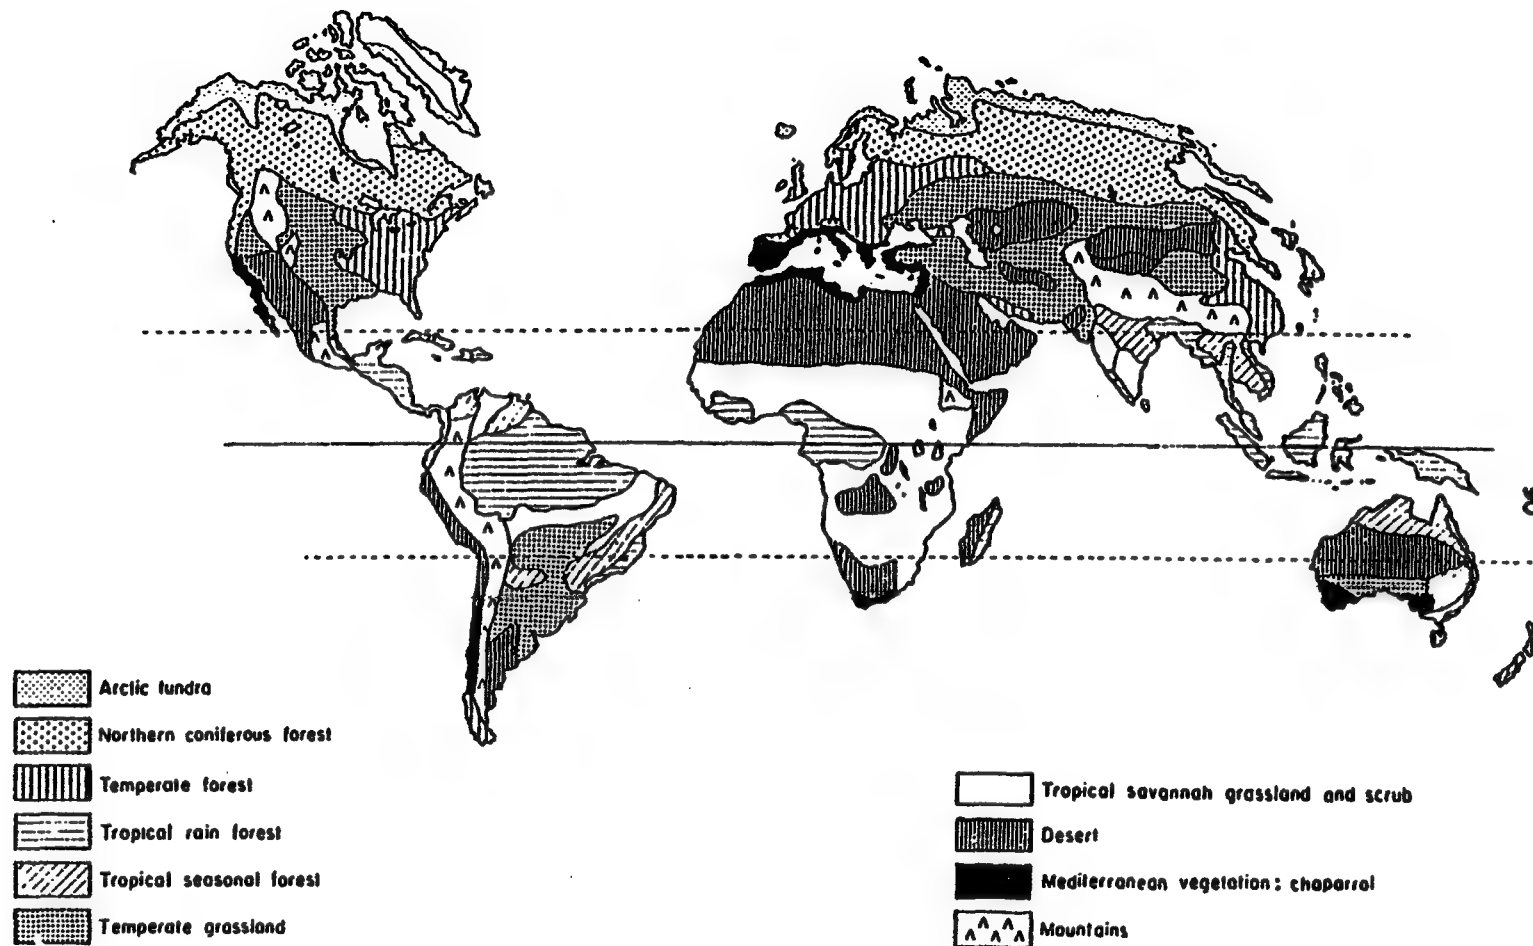 Arctic tundra
Northern coniferous forest
Temperate forest
Tropical rain forest
Tropical seasonal forest
Temperate grassland
Tropical savannah grassland and scrub
Desert
Mediterranean vegetation: chaparral
Mountains